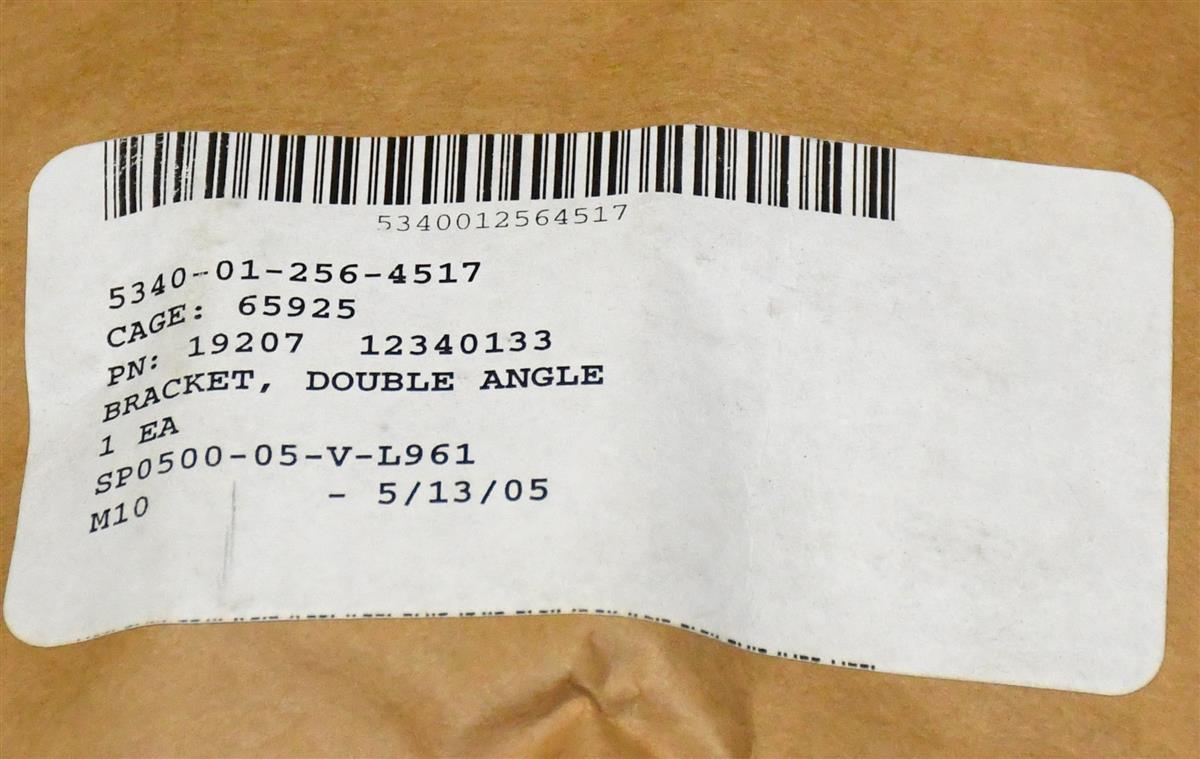 5340012564517
5340-01-256-4517
CAGE: 65925
PN: 19207 12340133
BRACKET, DOUBLE ANGLE
1 EA
SP0500-05-V-L961
M10 - 5/13/05